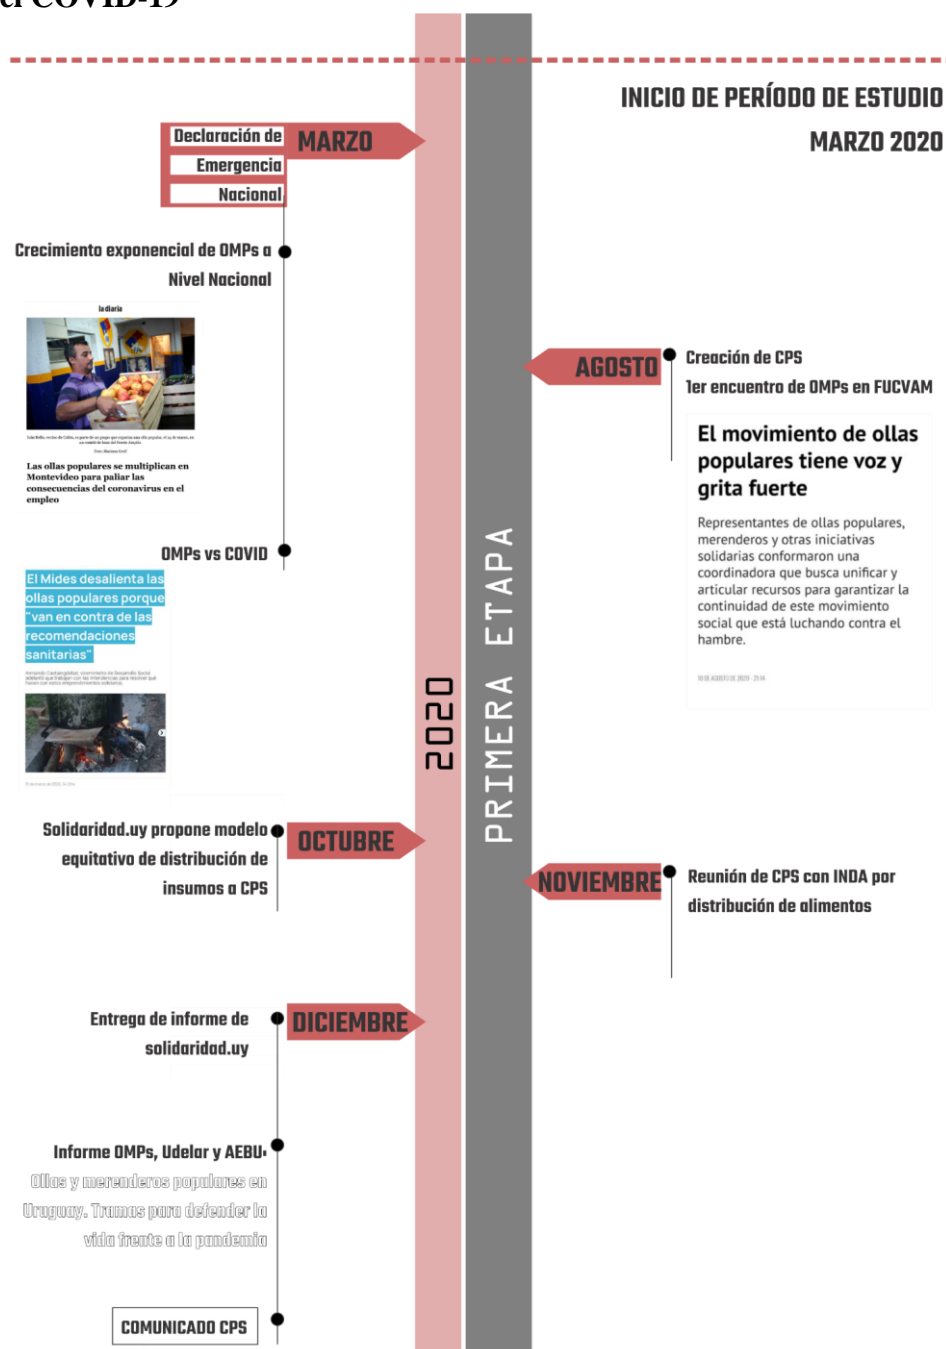 COVID-19
INICIO DE PERÍODO DE ESTUDIO
MARZO 2020
MARZO
Declaración de
Emergencia
Nacional
Crecimiento exponencial de OMPs a
Nivel Nacional
la diaria
Las ollas populares se multiplican en
Montevideo para paliar las
consecuencias del coronavirus en el
empleo
OMPs vs COVID
El Mides desalienta las
ollas populares porque
"van en contra de las
recomendaciones
sanitarias"
AGOSTO
Creación de CPS
1er encuentro de OMPs en FUCVAM
El movimiento de ollas
populares tiene voz y
grita fuerte
Representantes de ollas populares,
merenderos y otras iniciativas
solidarias conformaron una
coordinadora que busca unificar y
articular recursos para garantizar la
continuidad de este movimiento
social que está luchando contra el
hambre.
2020
PRIMERA ETAPA
OCTUBRE
Solidaridad.uy propone modelo
equitativo de distribución de
insumos a CPS
NOVIEMBRE
Reunión de CPS con INDA por
distribución de alimentos
DICIEMBRE
Entrega de informe de
solidaridad.uy
Informe OMPs, Udelar y AEBU.
Ollas y merenderos populares en
Uruguay. Tramas para defender la
vida frente a la pandemia
COMUNICADO CPS